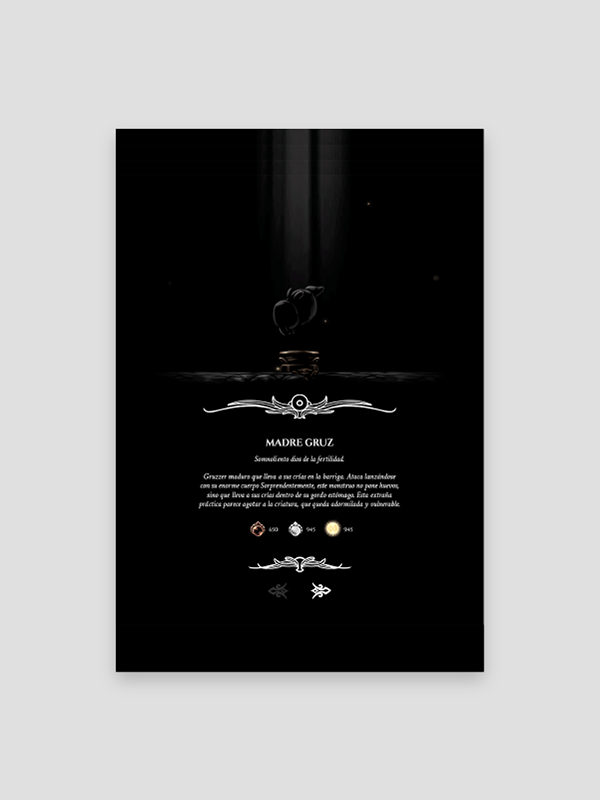 MADRE GRUZ
Somnoliento dios de la fertilidad.
Gruzzer maduro que lleva a sus crías en la barriga. Ataca lanzándose
con su enorme cuerpo Sorprendentemente, este monstruo no pone huevos,
sino que lleva a sus crías dentro de su gordo estómago. Esta extraña
práctica parece agotar a la criatura, que queda adormilada y vulnerable.
650 945 945